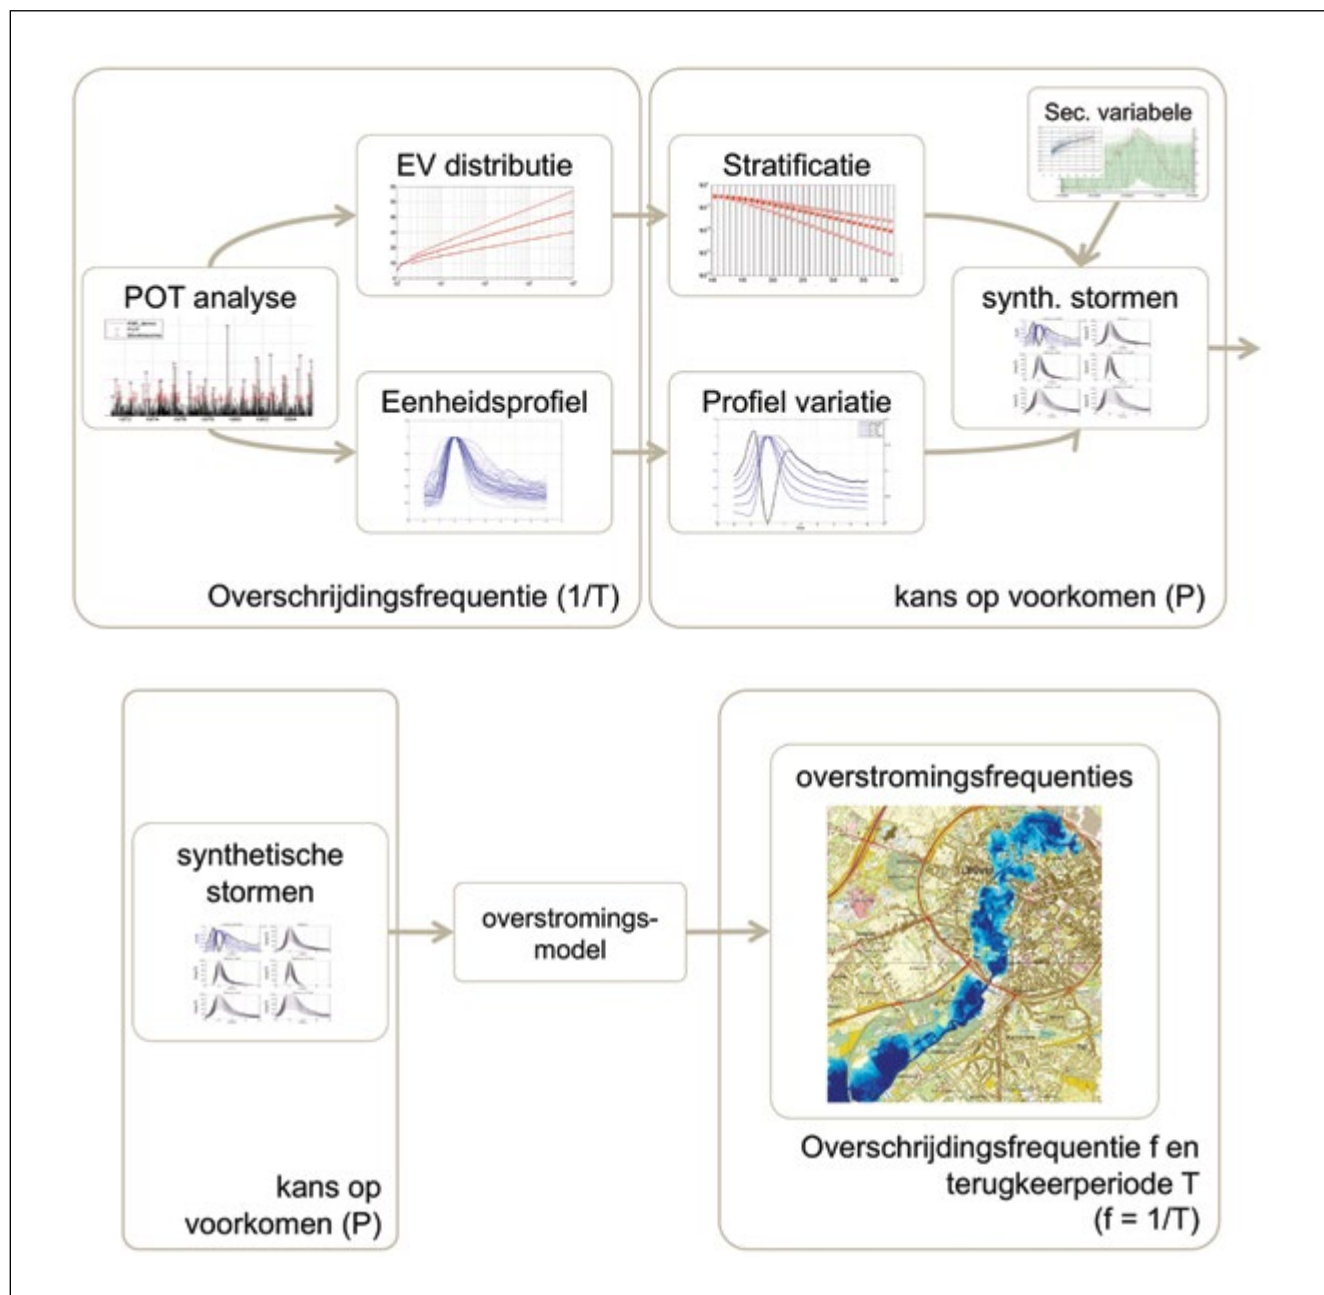 Sec. variabele
EV distributie
Stratificatie
POT analyse
synth. stormen
Eenheidsprofiel
Profiel variatie
Overschrijdingsfrequentie (1/T)
kans op voorkomen (P)
overstromingsfrequenties
synthetische
stormen
overstromings-
model
kans op
voorkomen (P)
Overschrijdingsfrequentie f en
terugkeerperiode T
(f = 1/T)